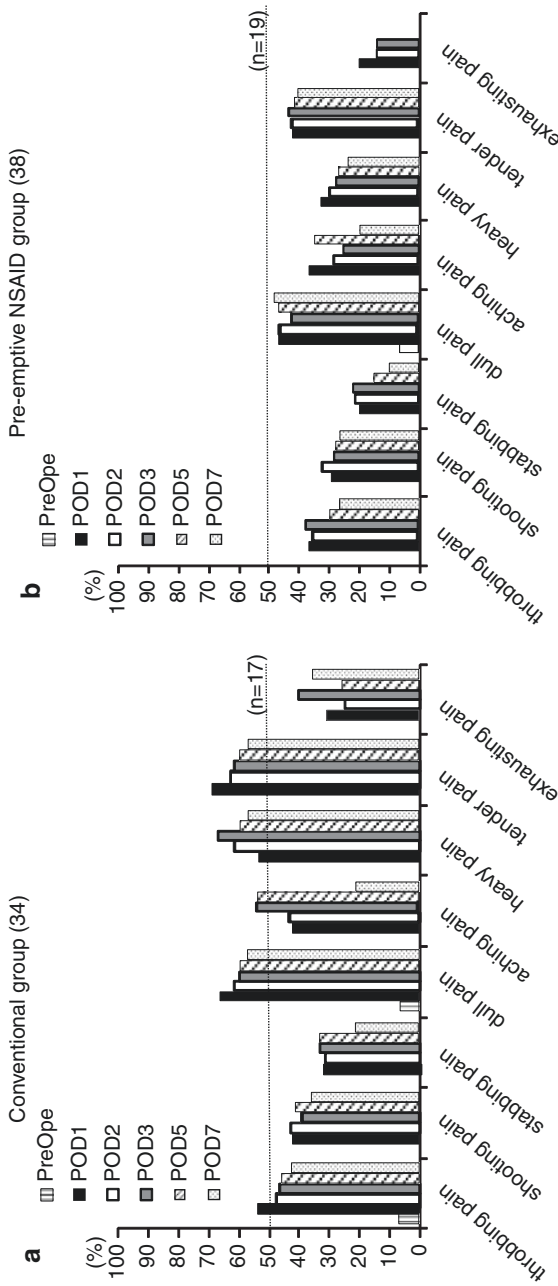 a
Conventional group (34)
(%)
PreOpe
POD1
POD2
POD3
POD5
POD7
100
90
80
70
60
50
40
30
20
10
0
(n=17)
throbbing pain
shooting pain
stabbing pain
dull pain
aching pain
heavy pain
tender pain
exhausting pain
b
Pre-emptive NSAID group (38)
(%)
PreOpe
POD1
POD2
POD3
POD5
POD7
100
90
80
70
60
50
40
30
20
10
0
(n=19)
throbbing pain
shooting pain
stabbing pain
dull pain
aching pain
heavy pain
tender pain
exhausting pain